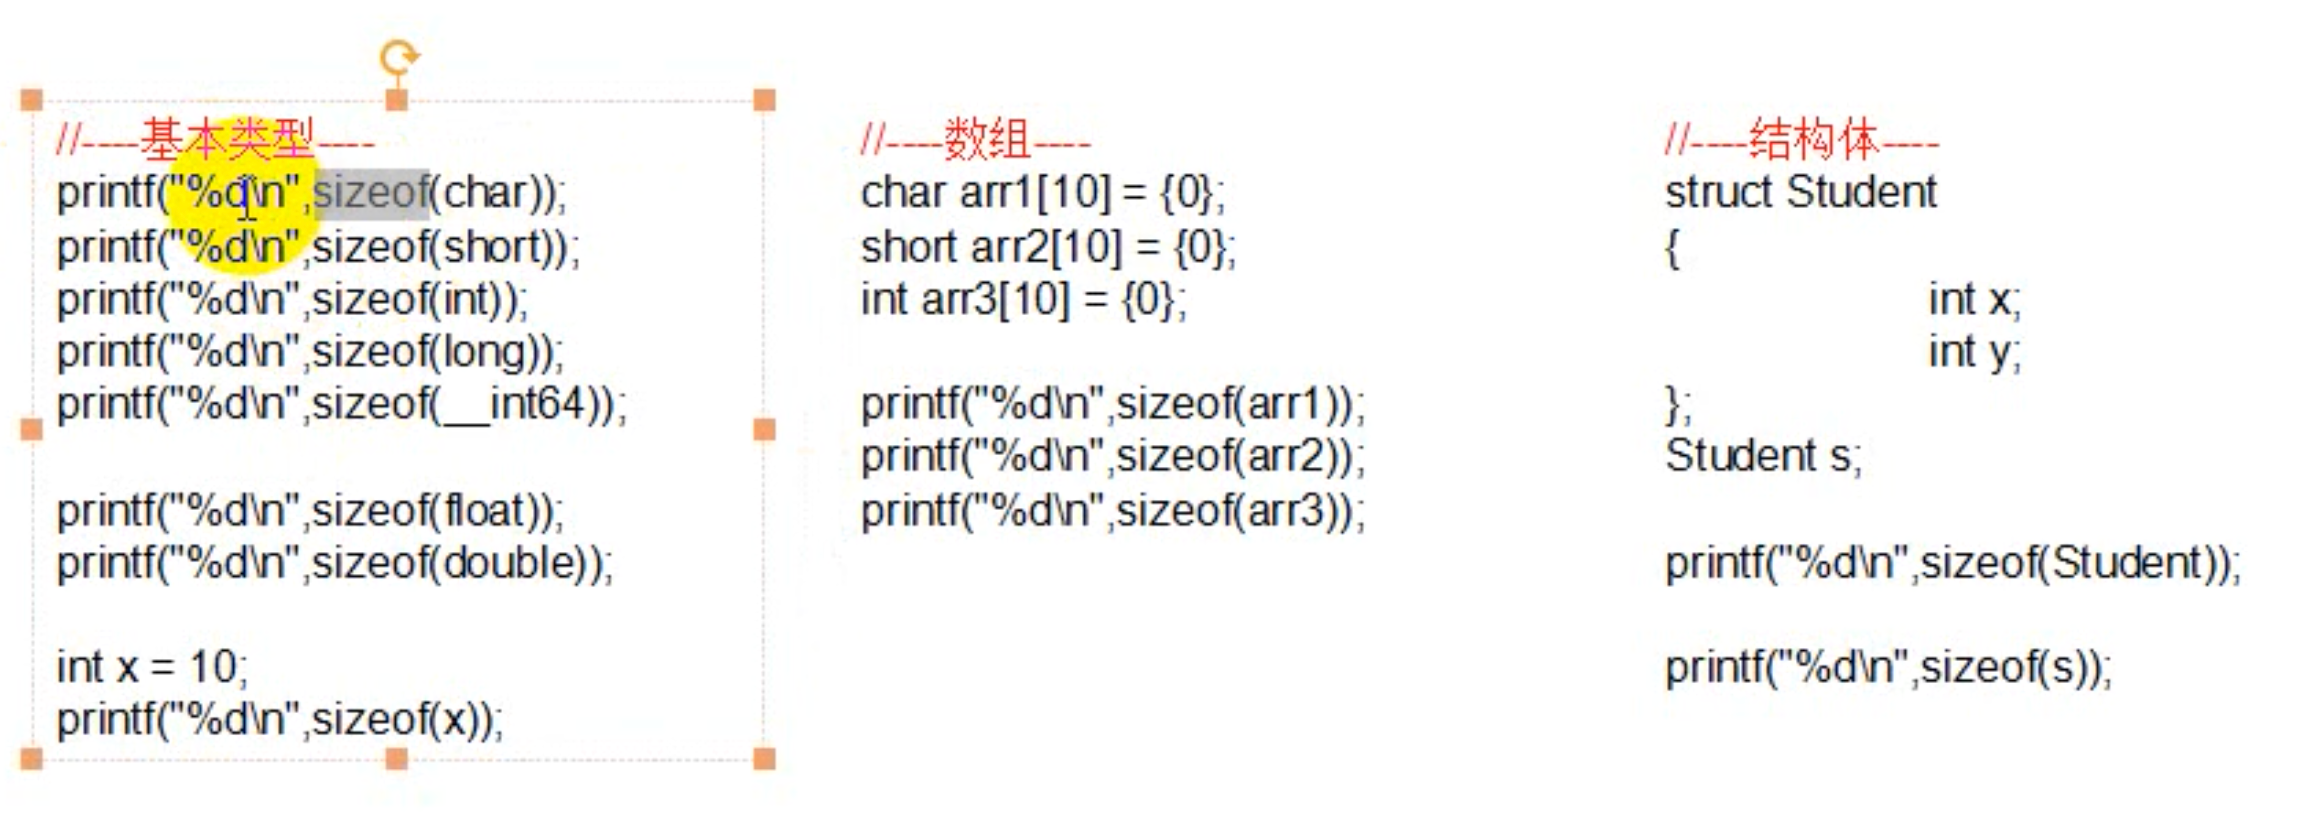 //----基本类型----
printf("%d\n",sizeof(char));
printf("%d\n",sizeof(short));
printf("%d\n",sizeof(int));
printf("%d\n",sizeof(long));
printf("%d\n",sizeof(__int64));
printf("%d\n",sizeof(float));
printf("%d\n",sizeof(double));
int x = 10;
printf("%d\n",sizeof(x));
//----数组----
char arr1[10] = {0};
short arr2[10] = {0};
int arr3[10] = {0};
printf("%d\n",sizeof(arr1));
printf("%d\n",sizeof(arr2));
printf("%d\n",sizeof(arr3));
//----结构体----
struct Student
{
int x;
int y;
};
Student s;
printf("%d\n",sizeof(Student));
printf("%d\n",sizeof(s));